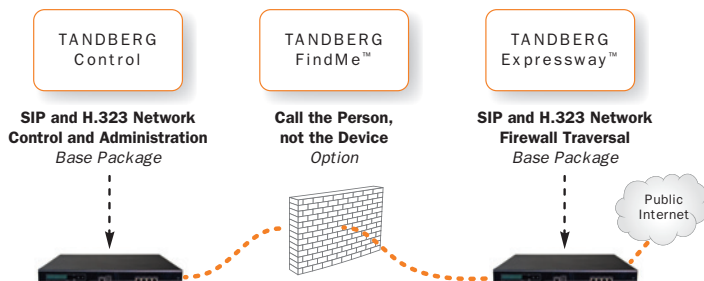 TANDBERG
Control
TANDBERG
FindMe™
TANDBERG
Expressway™
SIP and H.323 Network
Control and Administration
Base Package
Call the Person,
not the Device
Option
SIP and H.323 Network
Firewall Traversal
Base Package
Public
Internet